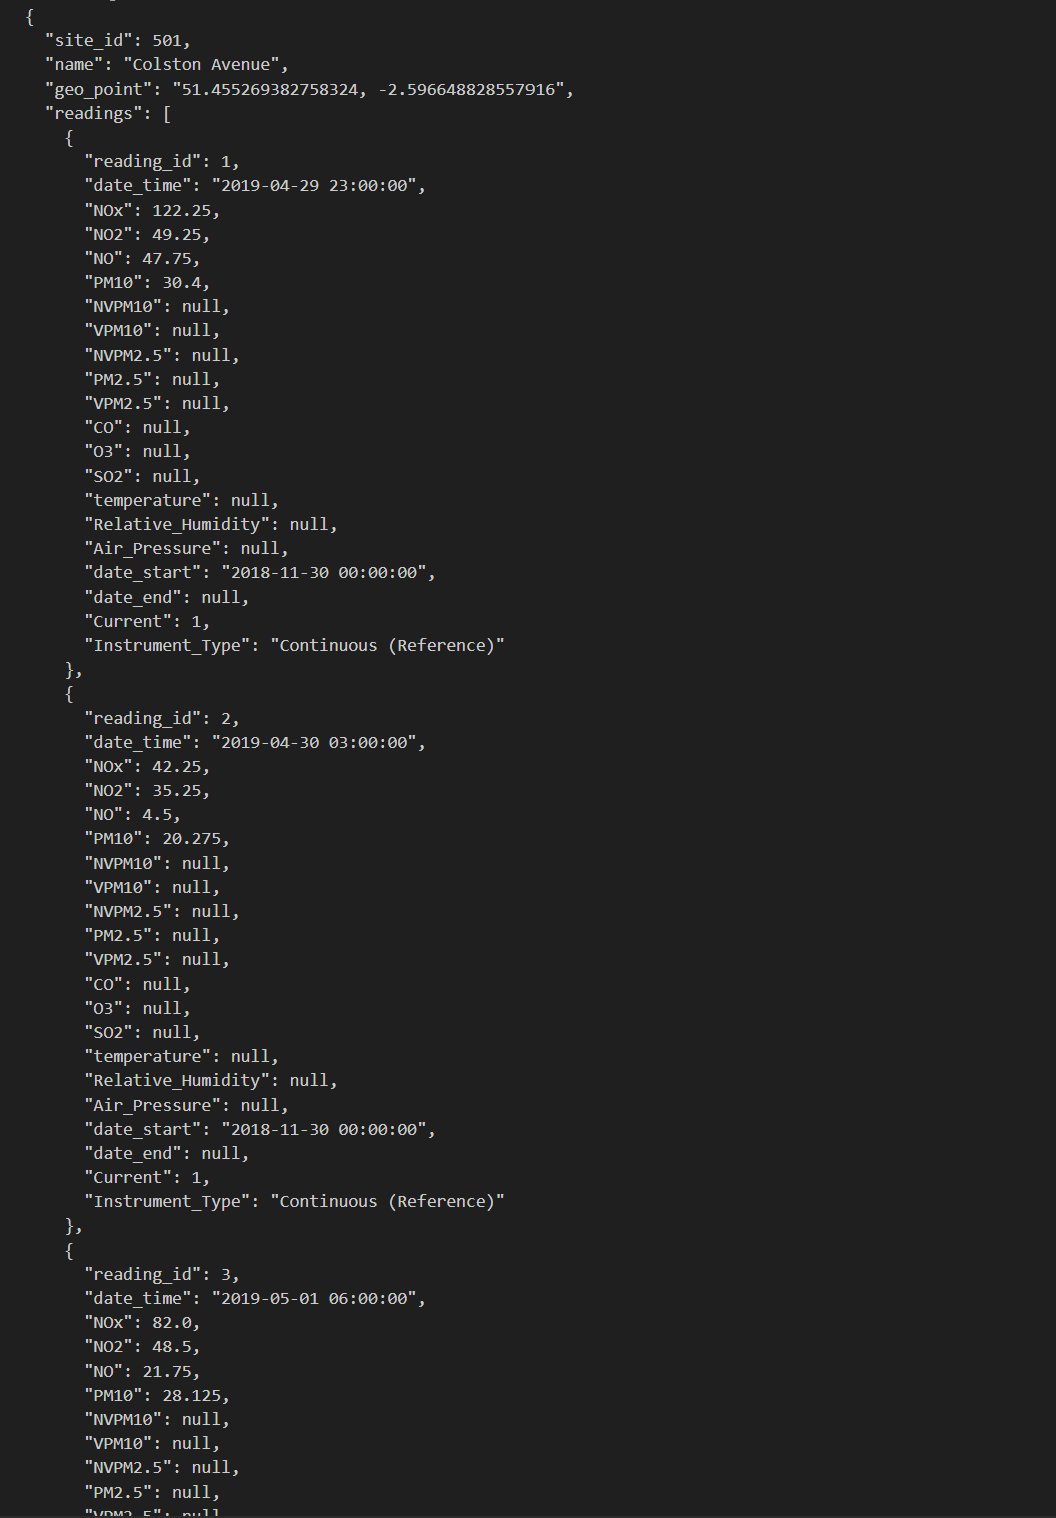 {
"site_id": 501,
"name": "Colston Avenue",
"geo_point": "51.455269382758324, -2.596648828557916",
"readings": [
{
"reading_id": 1,
"date_time": "2019-04-29 23:00:00",
"NOx": 122.25,
"NO2": 49.25,
"NO": 47.75,
"PM10": 30.4,
"NVPM10": null,
"VPM10": null,
"NVPM2.5": null,
"PM2.5": null,
"VPM2.5": null,
"CO": null,
"O3": null,
"SO2": null,
"temperature": null,
"Relative_Humidity": null,
"Air_Pressure": null,
"date_start": "2018-11-30 00:00:00",
"date_end": null,
"Current": 1,
"Instrument_Type": "Continuous (Reference)"
},
{
"reading_id": 2,
"date_time": "2019-04-30 03:00:00",
"NOx": 42.25,
"NO2": 35.25,
"NO": 4.5,
"PM10": 20.275,
"NVPM10": null,
"VPM10": null,
"NVPM2.5": null,
"PM2.5": null,
"VPM2.5": null,
"CO": null,
"O3": null,
"SO2": null,
"temperature": null,
"Relative_Humidity": null,
"Air_Pressure": null,
"date_start": "2018-11-30 00:00:00",
"date_end": null,
"Current": 1,
"Instrument_Type": "Continuous (Reference)"
},
{
"reading_id": 3,
"date_time": "2019-05-01 06:00:00",
"NOx": 82.0,
"NO2": 48.5,
"NO": 21.75,
"PM10": 28.125,
"NVPM10": null,
"VPM10": null,
"NVPM2.5": null,
"PM2.5": null,
"VPM2.5": null